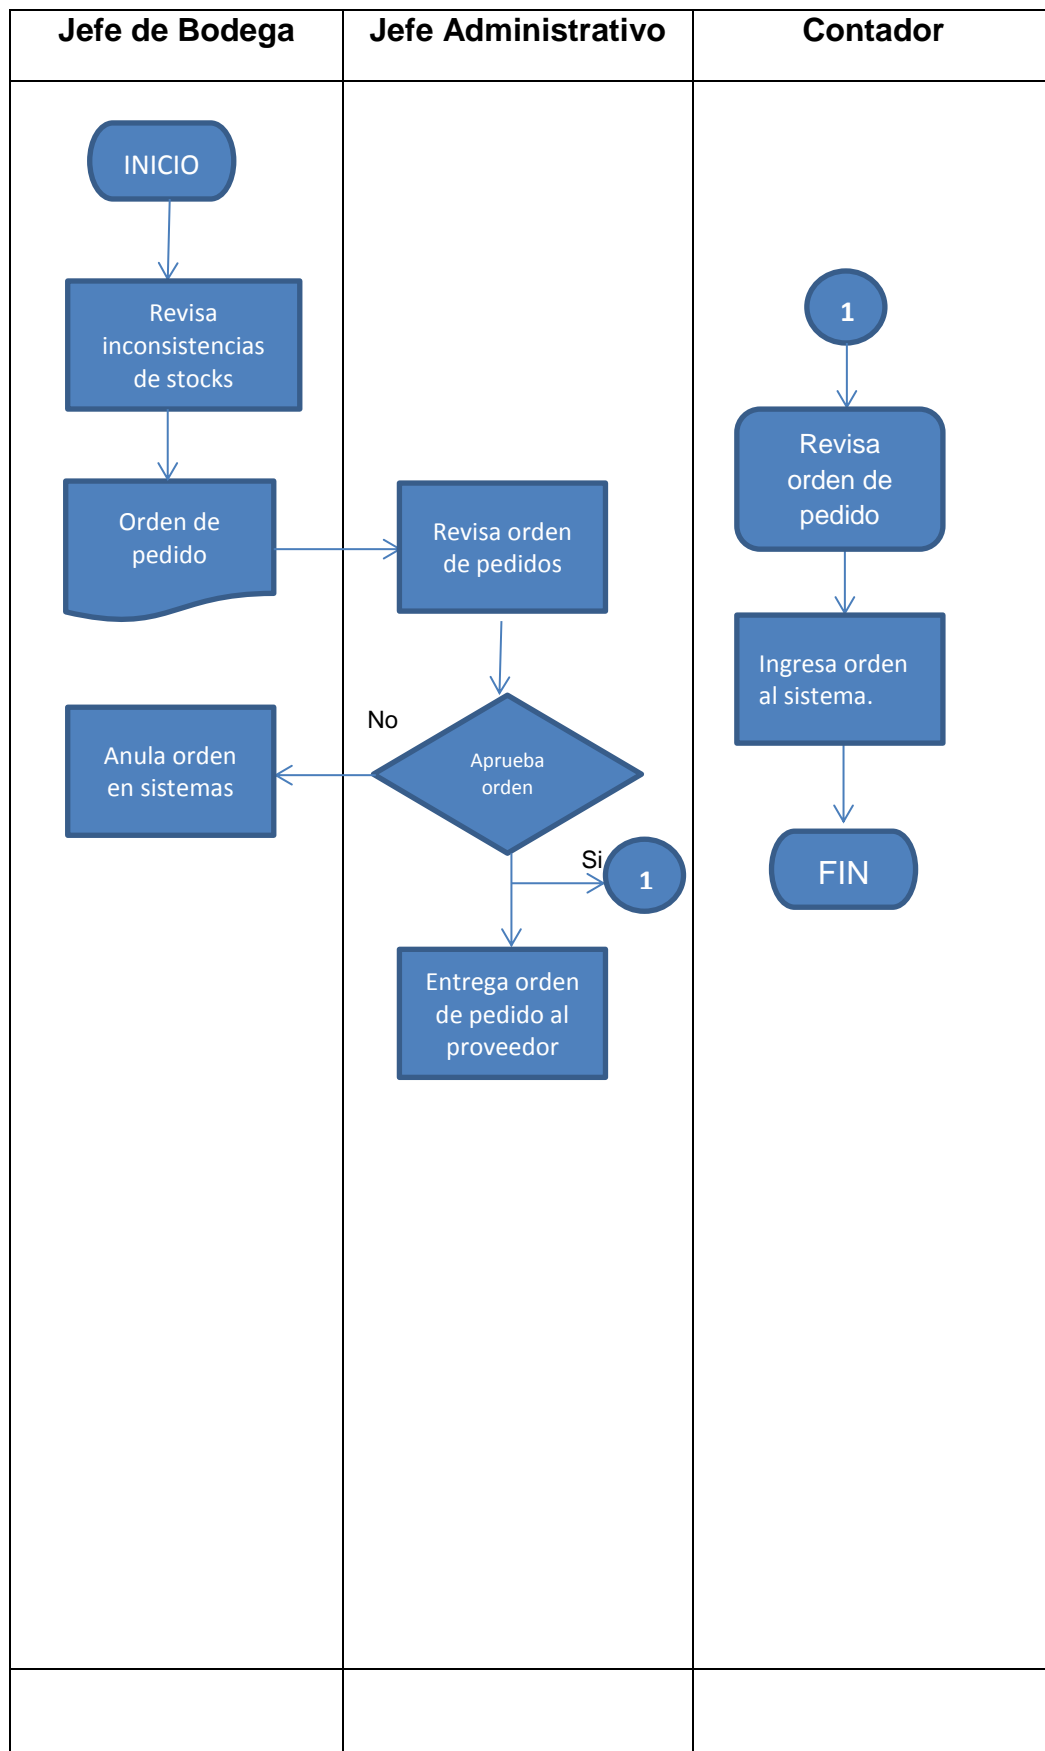 Jefe de Bodega
Jefe Administrativo
Contador
INICIO
Revisa
inconsistencias
de stocks
Orden de
pedido
Anula orden
en sistemas
Revisa orden
de pedidos
No
Aprueba
orden
Si
1
Entrega orden
de pedido al
proveedor
1
Revisa
orden de
pedido
Ingresa orden
al sistema.
FIN